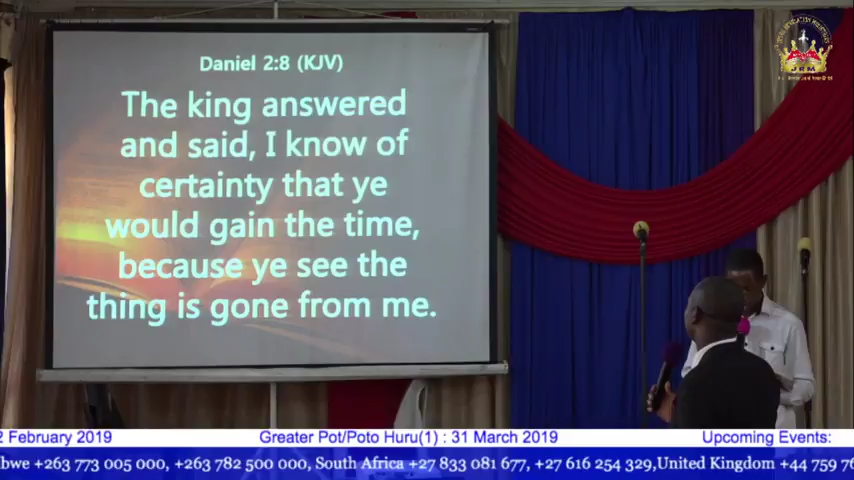 Daniel 2:8 (KJV)
The king answered
and said, I know of
certainty that ye
would gain the time,
because ye see the
thing is gone from me.
JRM
2 February 2019 Greater Pot/Poto Huru(1) : 31 March 2019 Upcoming Events:
bwe +263 773 005 000, +263 782 500 000, South Africa +27 833 081 677, +27 616 254 329,United Kingdom +44 759 76